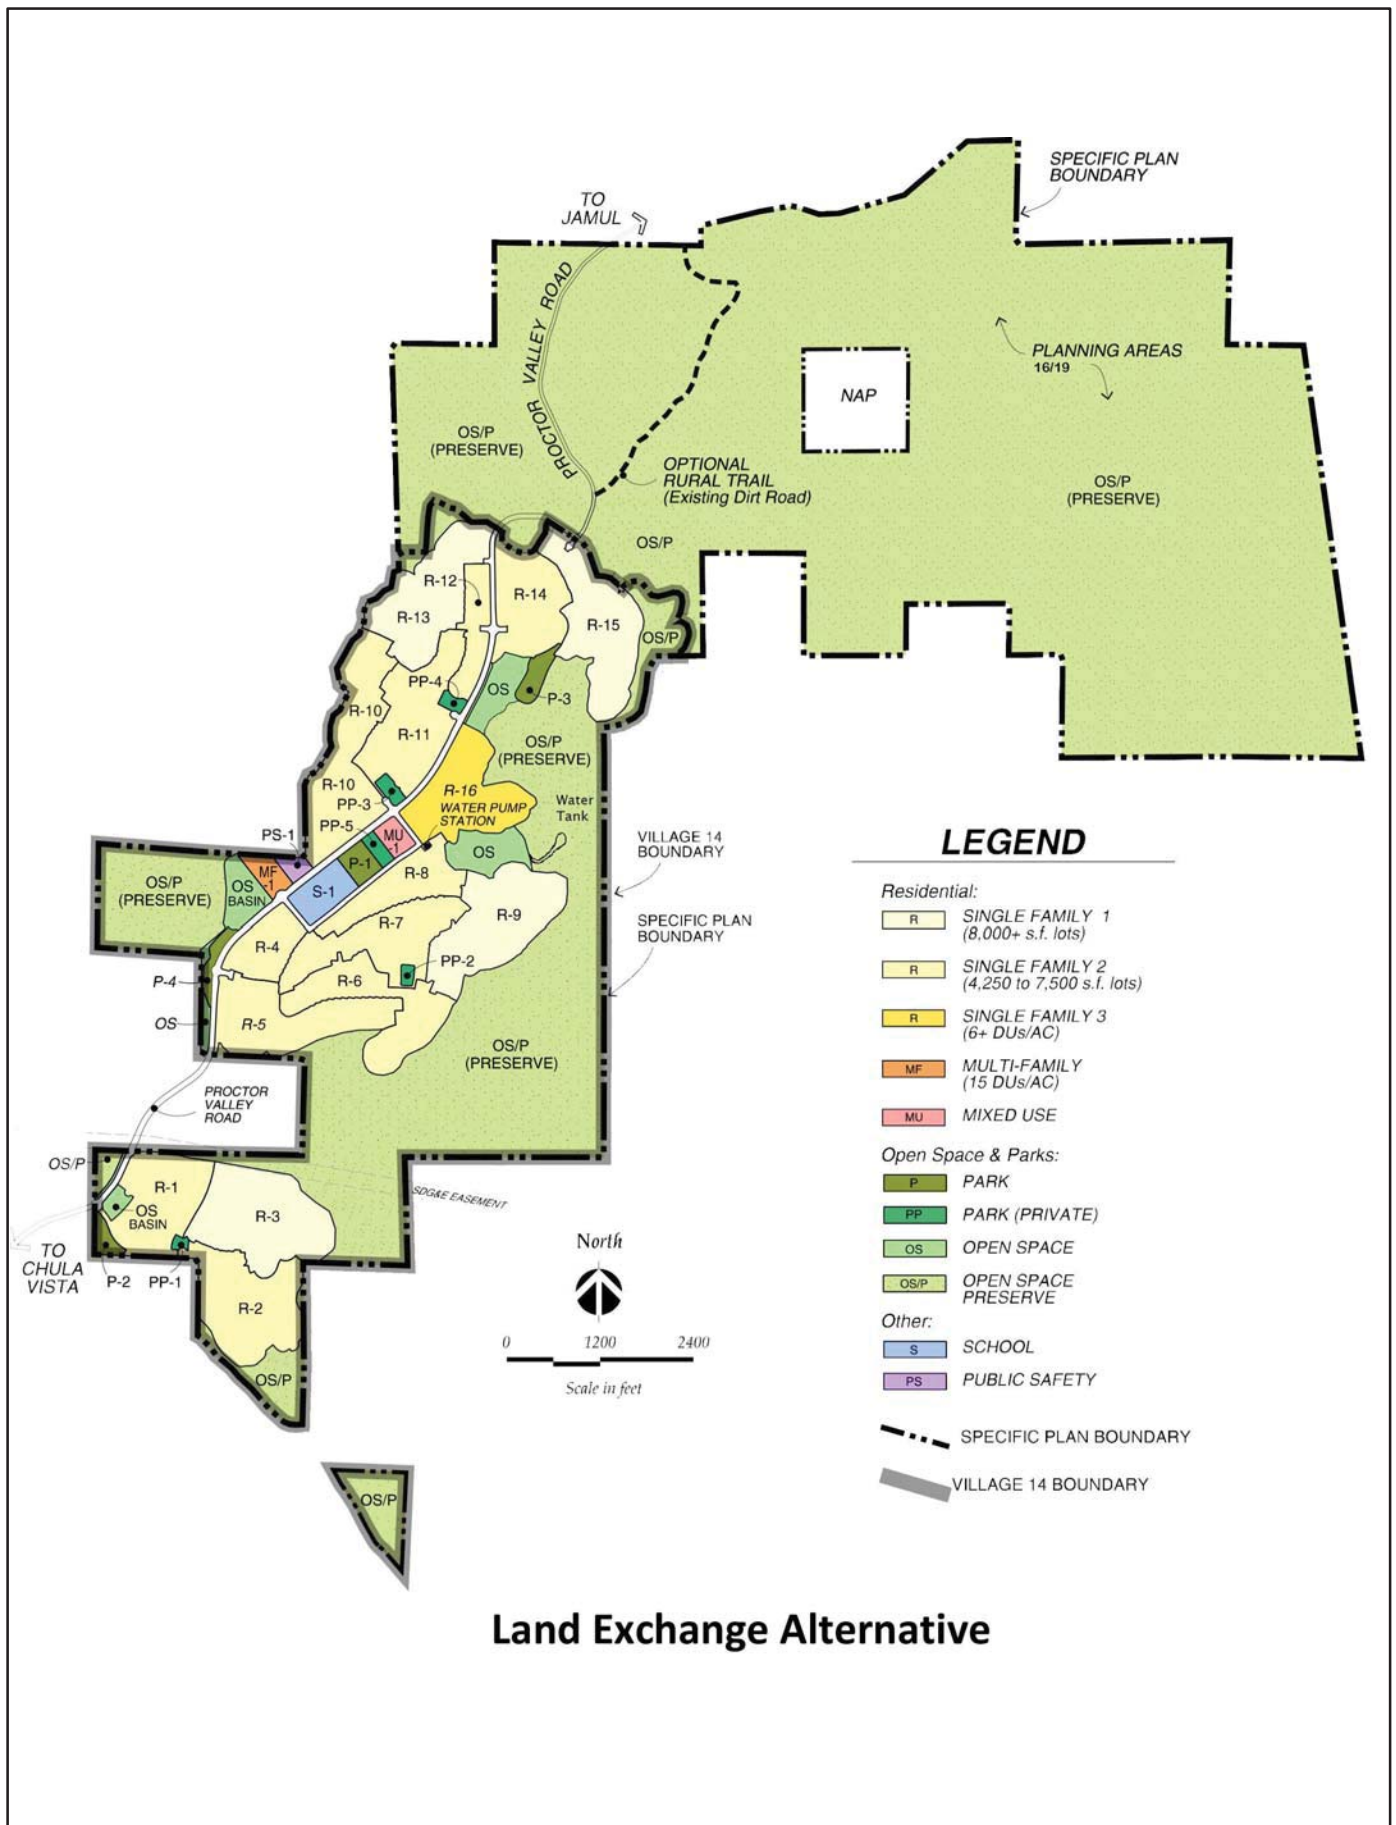 SPECIFIC PLAN
BOUNDARY
TO
JAMUL
PROCTOR VALLEY ROAD
PLANNING AREAS
16/19
NAP
OS/P
(PRESERVE)
OPTIONAL
RURAL TRAIL
(Existing Dirt Road)
OS/P
(PRESERVE)
OS/P
R-12
R-14
R-13
R-15
OS/P
PP-4
OS
P-3
R-10
R-11
OS/P
(PRESERVE)
R-10
R-16
PP-3
WATER PUMP
STATION
Water
Tank
PP-5
MU
-1
PS-1
P-1
VILLAGE 14
BOUNDARY
OS
MF
-1
R-8
OS/P
(PRESERVE)
OS
BASIN
S-1
R-9
R-7
SPECIFIC PLAN
BOUNDARY
R-4
PP-2
P-4
R-6
OS
R-5
OS/P
(PRESERVE)
PROCTOR
VALLEY
ROAD
OS/P
R-1
SDG&E EASEMENT
OS
BASIN
R-3
TO
CHULA
VISTA
P-2
PP-1
R-2
OS/P
OS/P
North
0 1200 2400
Scale in feet
LEGEND
Residential:
R SINGLE FAMILY 1
(8,000+ s.f. lots)
R SINGLE FAMILY 2
(4,250 to 7,500 s.f. lots)
R SINGLE FAMILY 3
(6+ DUs/AC)
MF MULTI-FAMILY
(15 DUs/AC)
MU MIXED USE
Open Space & Parks:
P PARK
PP PARK (PRIVATE)
OS OPEN SPACE
OS/P OPEN SPACE
PRESERVE
Other:
S SCHOOL
PS PUBLIC SAFETY
SPECIFIC PLAN BOUNDARY
VILLAGE 14 BOUNDARY
Land Exchange Alternative